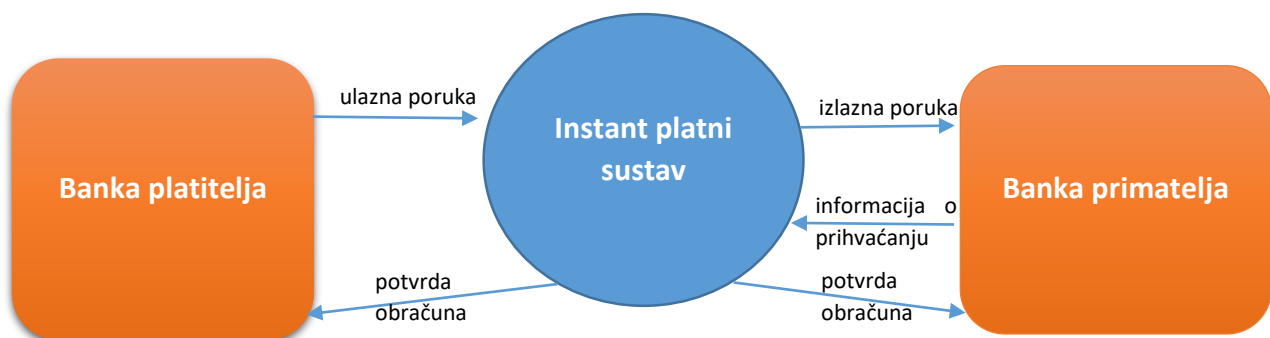 Banka platitelja
ulazna poruka
Instant platni
sustav
izlazna poruka
Banka primatelja
informacija o
prihvaćanju
potvrda
obračuna
potvrda
obračuna